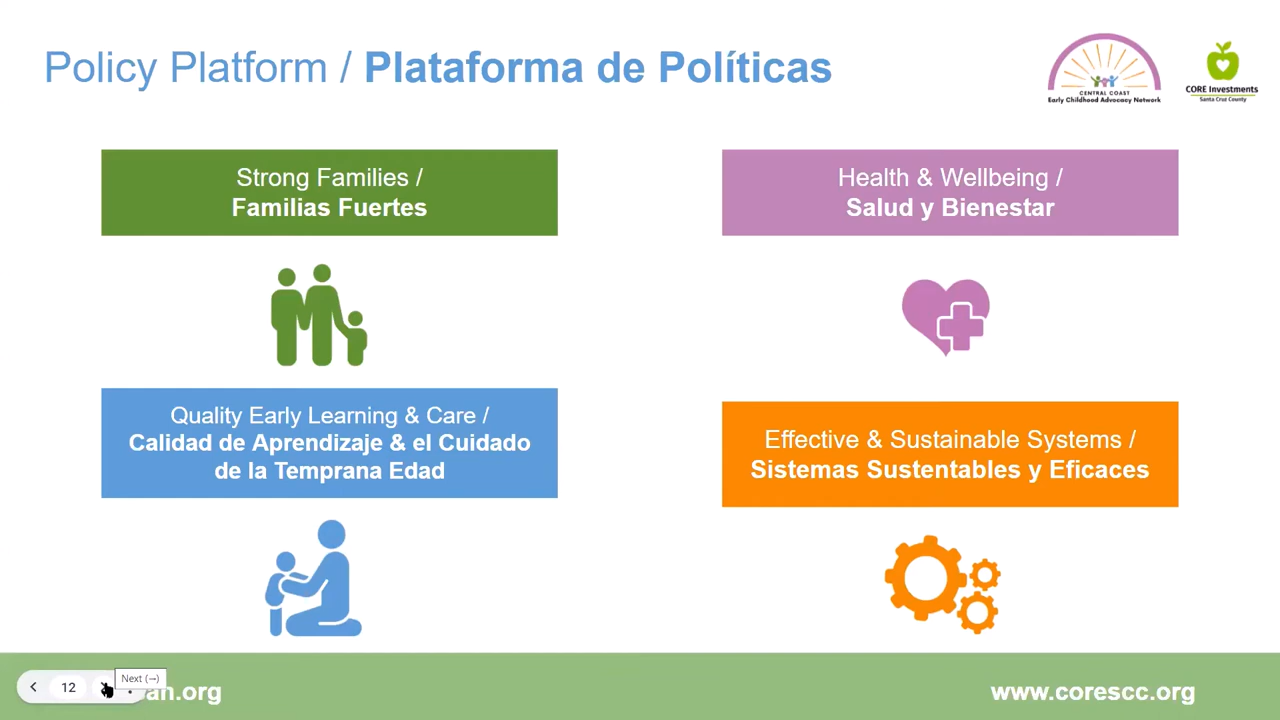 Policy Platform / Plataforma de Políticas
CENTRAL COAST
Early Childhood Advocacy Network
CORE Investments
Santa Cruz County
Strong Families /
Familias Fuertes
Health & Wellbeing /
Salud y Bienestar
Quality Early Learning & Care /
Calidad de Aprendizaje & el Cuidado
de la Temprana Edad
Effective & Sustainable Systems /
Sistemas Sustentables y Eficaces
12
Next (→)
an.org
www.corescc.org